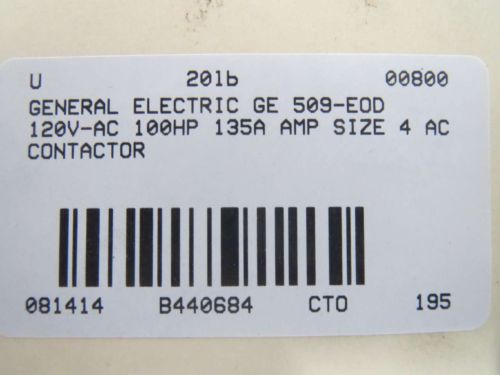 U 201b 00800
GENERAL ELECTRIC GE 509-EOD
120V-AC 100HP 135A AMP SIZE 4 AC
CONTACTOR
081414 B440684 CTO 195